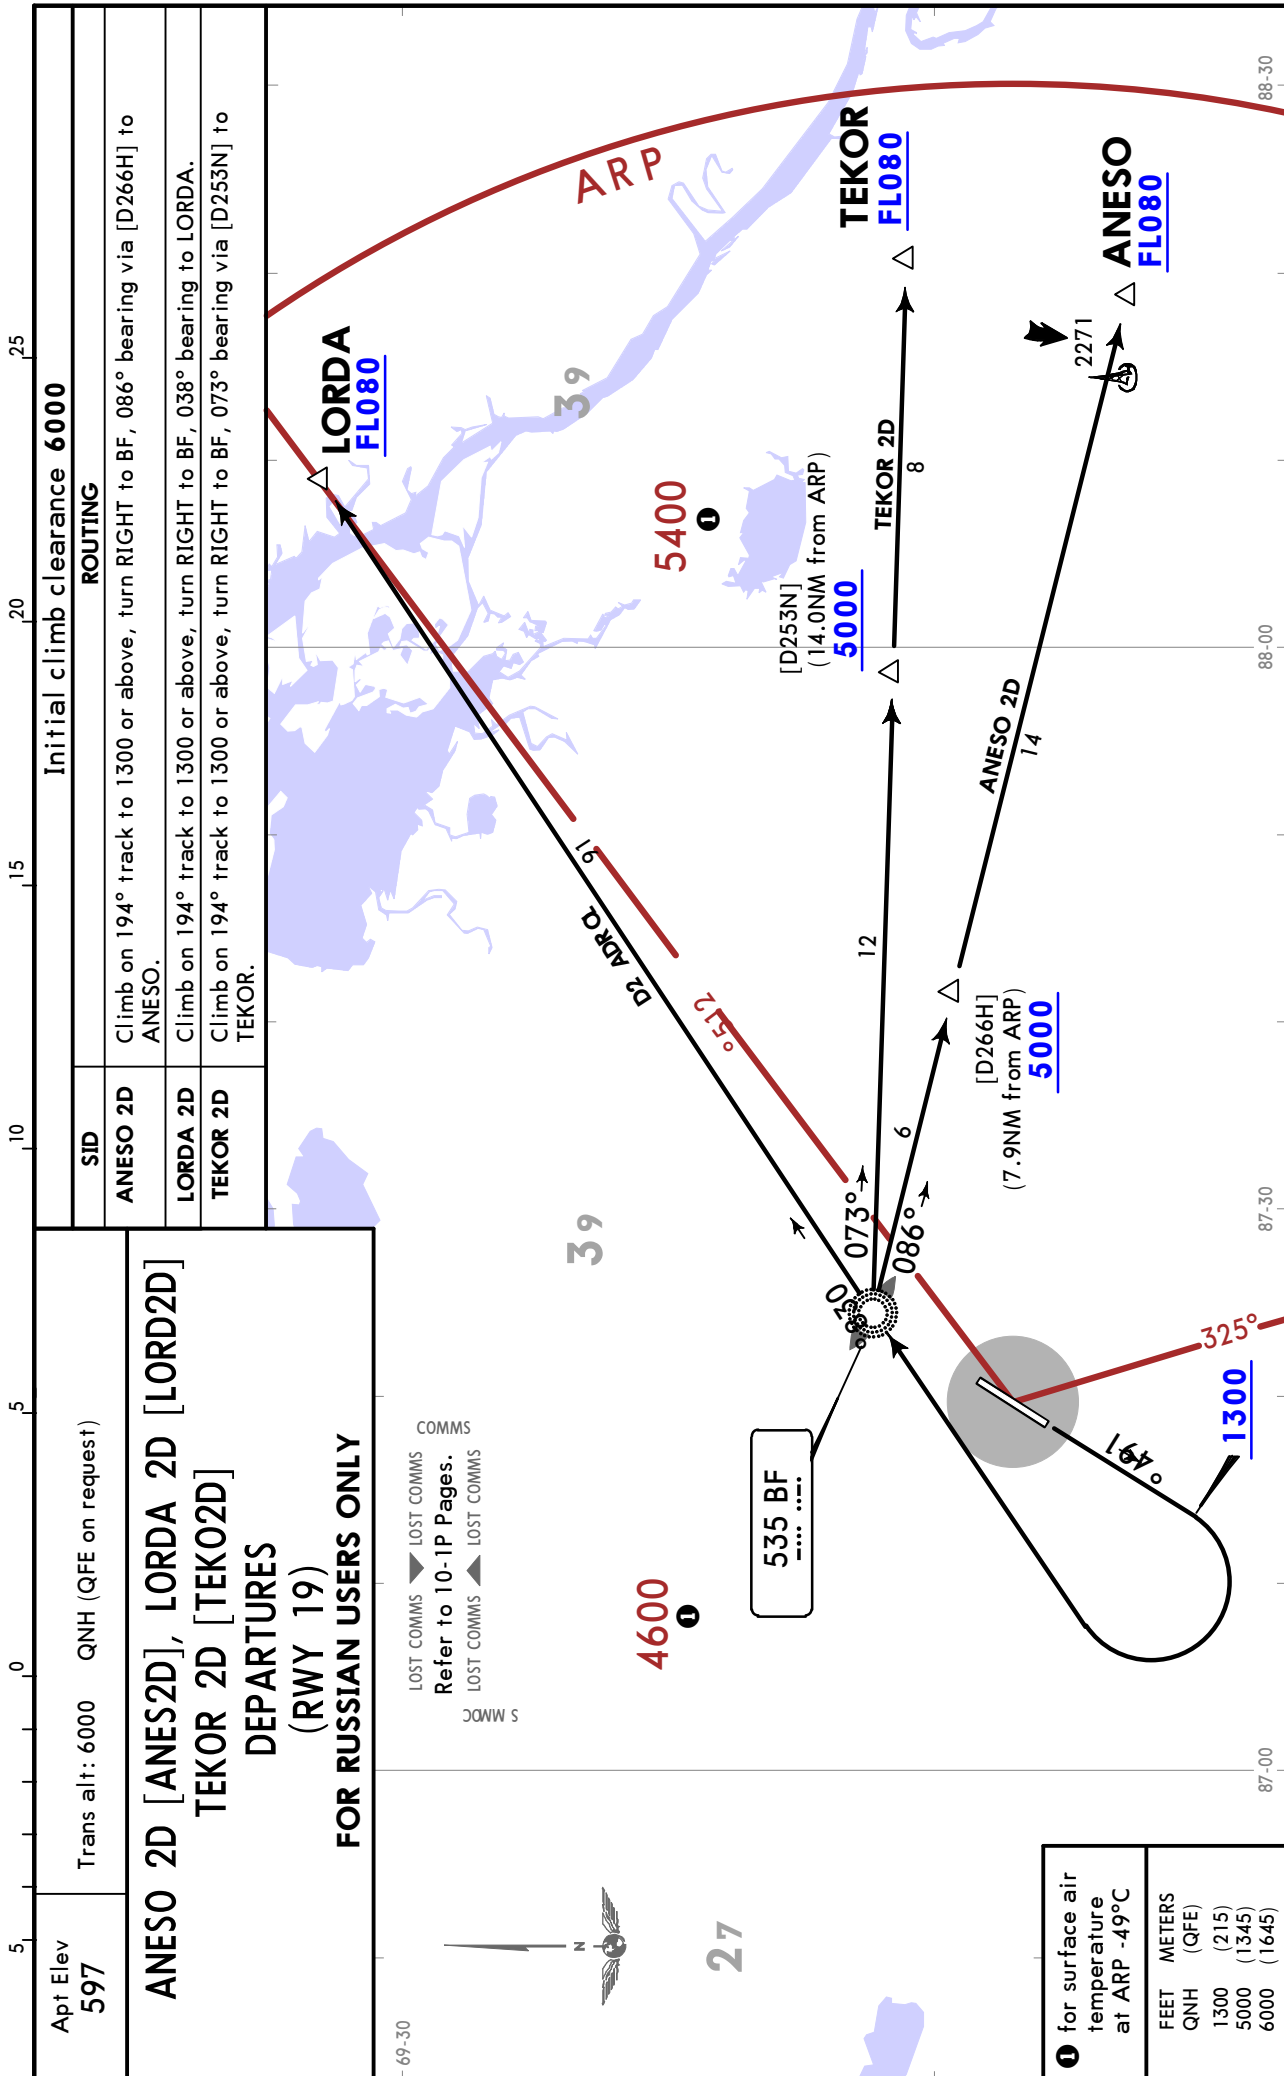 Apt Elev
597
Trans alt: 6000 QNH (QFE on request)
ANESO 2D [ANES2D], LORDA 2D [LORD2D]
TEKOR 2D [TEKO2D]
DEPARTURES
(RWY 19)
FOR RUSSIAN USERS ONLY
5 0 5 10 15 20 25
Initial climb clearance 6000
SID ROUTING
ANESO 2D Climb on 194° track to 1300 or above, turn RIGHT to BF, 086° bearing via [D266H] to
ANESO.
LORDA 2D Climb on 194° track to 1300 or above, turn RIGHT to BF, 038° bearing to LORDA.
TEKOR 2D Climb on 194° track to 1300 or above, turn RIGHT to BF, 073° bearing via [D253N] to
TEKOR.
LOST COMMS LOST COMMS
COMMS
Refer to 10-1P Pages.
LOST COMMS LOST COMMS
69-30
N
27
39
39
4600
1
5400
1
ARP
LORDA
FL080
TEKOR
FL080
ANESO
FL080
2271
TEKOR 2D
8
[D253N]
(14.0NM from ARP)
5000
12
ANESO 2D
14
[D266H]
(7.9NM from ARP)
5000
6
073°
086°
535 BF
325°
1300
87-00
87-30
88-00
88-30
1 for surface air
temperature
at ARP -49°C
FEET METERS
QNH (QFE)
1300 (215)
5000 (1345)
6000 (1645)